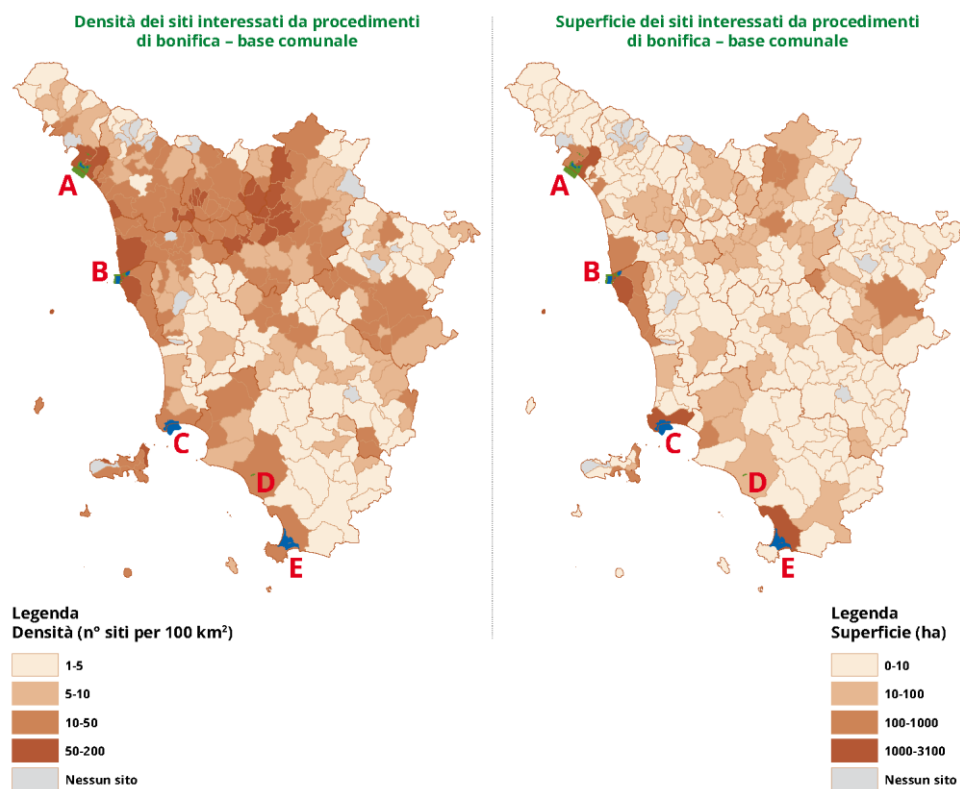 Densità dei siti interessati da procedimenti
di bonifica – base comunale
A
B
C
D
E
Legenda
Densità (n° siti per 100 km²)
1-5
5-10
10-50
50-200
Nessun sito
Superficie dei siti interessati da procedimenti
di bonifica – base comunale
A
B
C
D
E
Legenda
Superficie (ha)
0-10
10-100
100-1000
1000-3100
Nessun sito